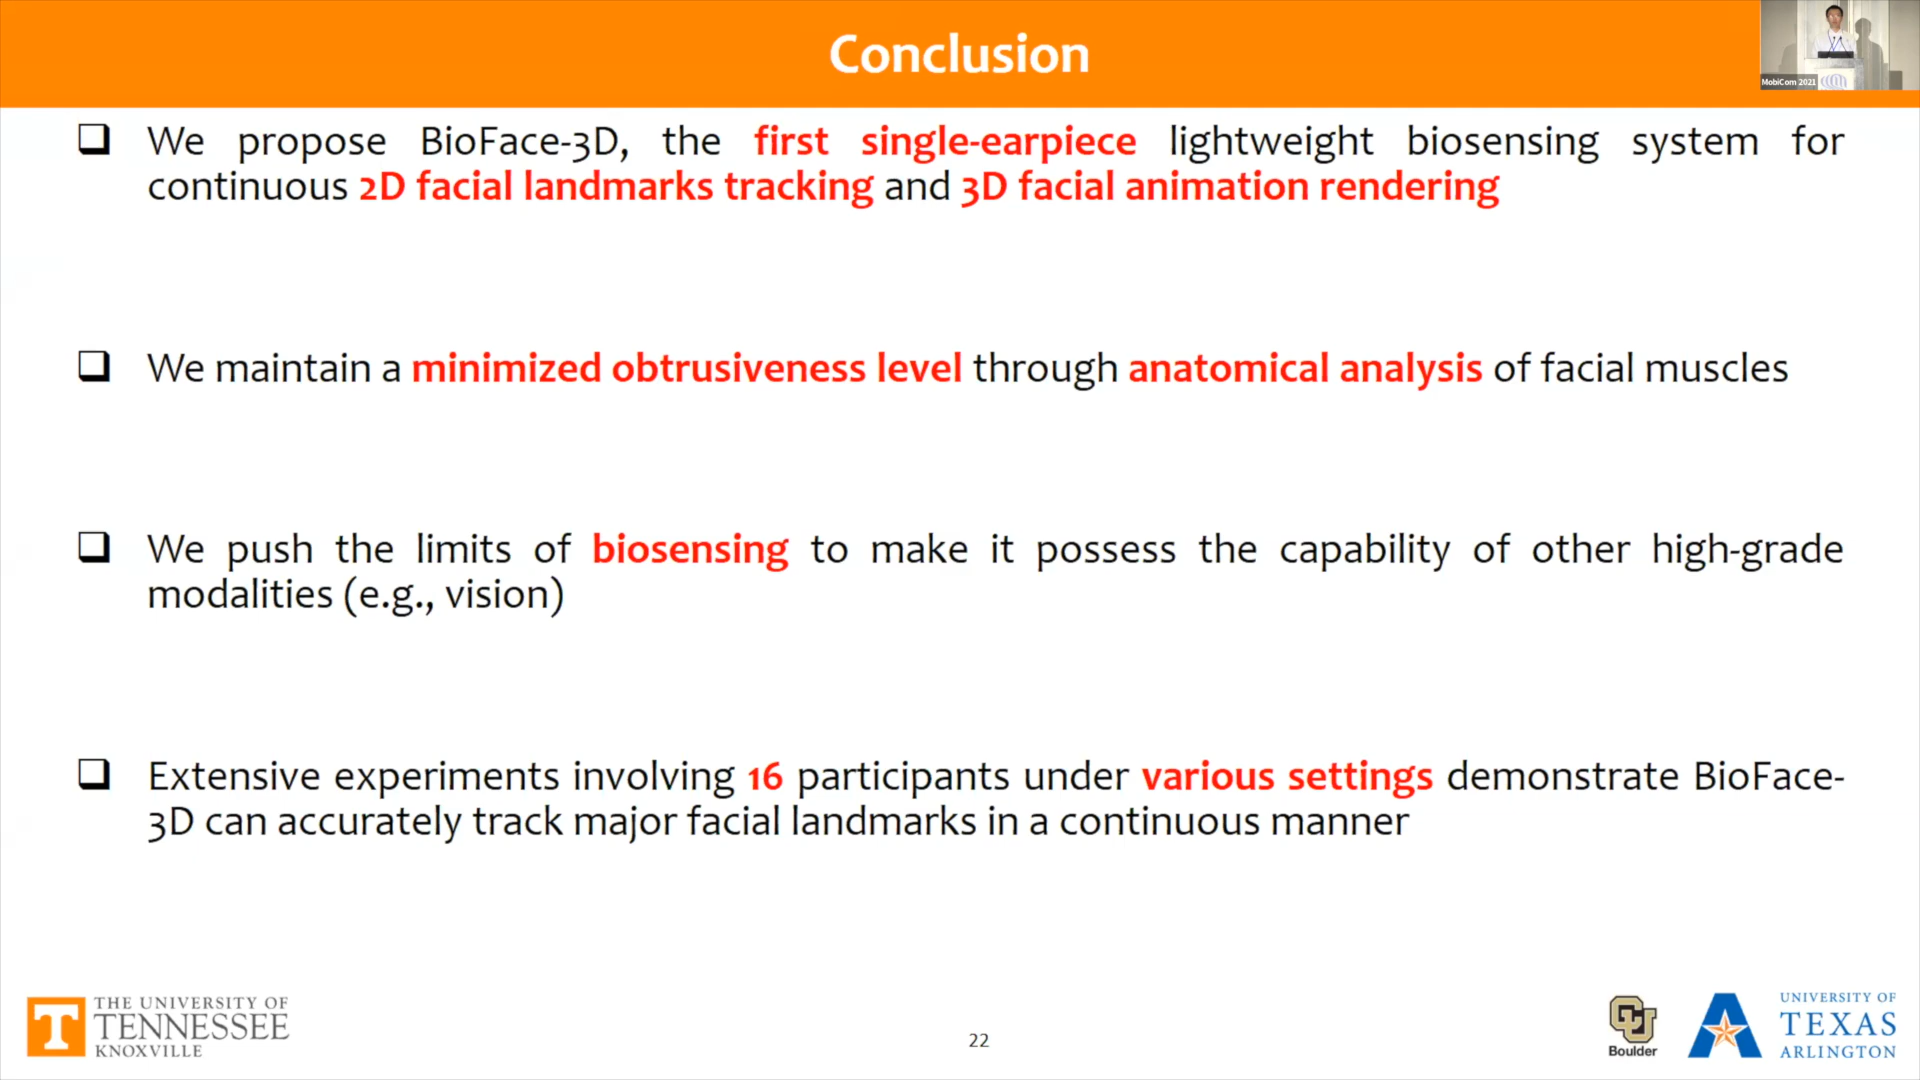 Conclusion
MobiCom 2021
We propose BioFace-3D, the first single-earpiece lightweight biosensing system for
continuous 2D facial landmarks tracking and 3D facial animation rendering
We maintain a minimized obtrusiveness level through anatomical analysis of facial muscles
We push the limits of biosensing to make it possess the capability of other high-grade
modalities (e.g., vision)
Extensive experiments involving 16 participants under various settings demonstrate BioFace-
3D can accurately track major facial landmarks in a continuous manner
T
THE UNIVERSITY OF
TENNESSEE
KNOXVILLE
22
CU
Boulder
A
UNIVERSITY OF
TEXAS
ARLINGTON